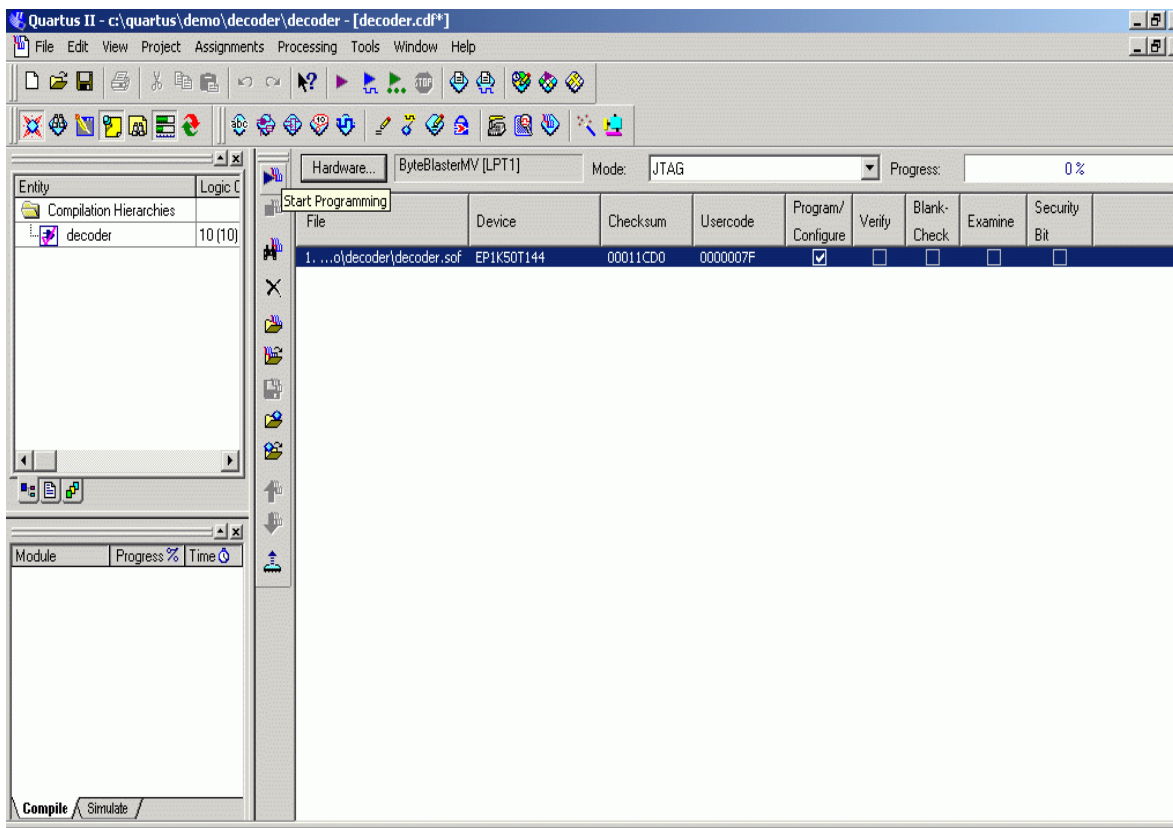 Quartus II - c:\quartus\demo\decoder\decoder - [decoder.cdf*]
File Edit View Project Assignments Processing Tools Window Help
STOP
abc
Hardware... ByteBlasterMV [LPT1] Mode: JTAG Progress: 0 %
Start Programming
Entity Logic C
Compilation Hierarchies
decoder 10 (10)
File Device Checksum Usercode Program/ Configure Verify Blank- Check Examine Security Bit
1. ...o\decoder\decoder.sof EP1K50T144 00011CD0 0000007F
Module Progress % Time
Compile Simulate